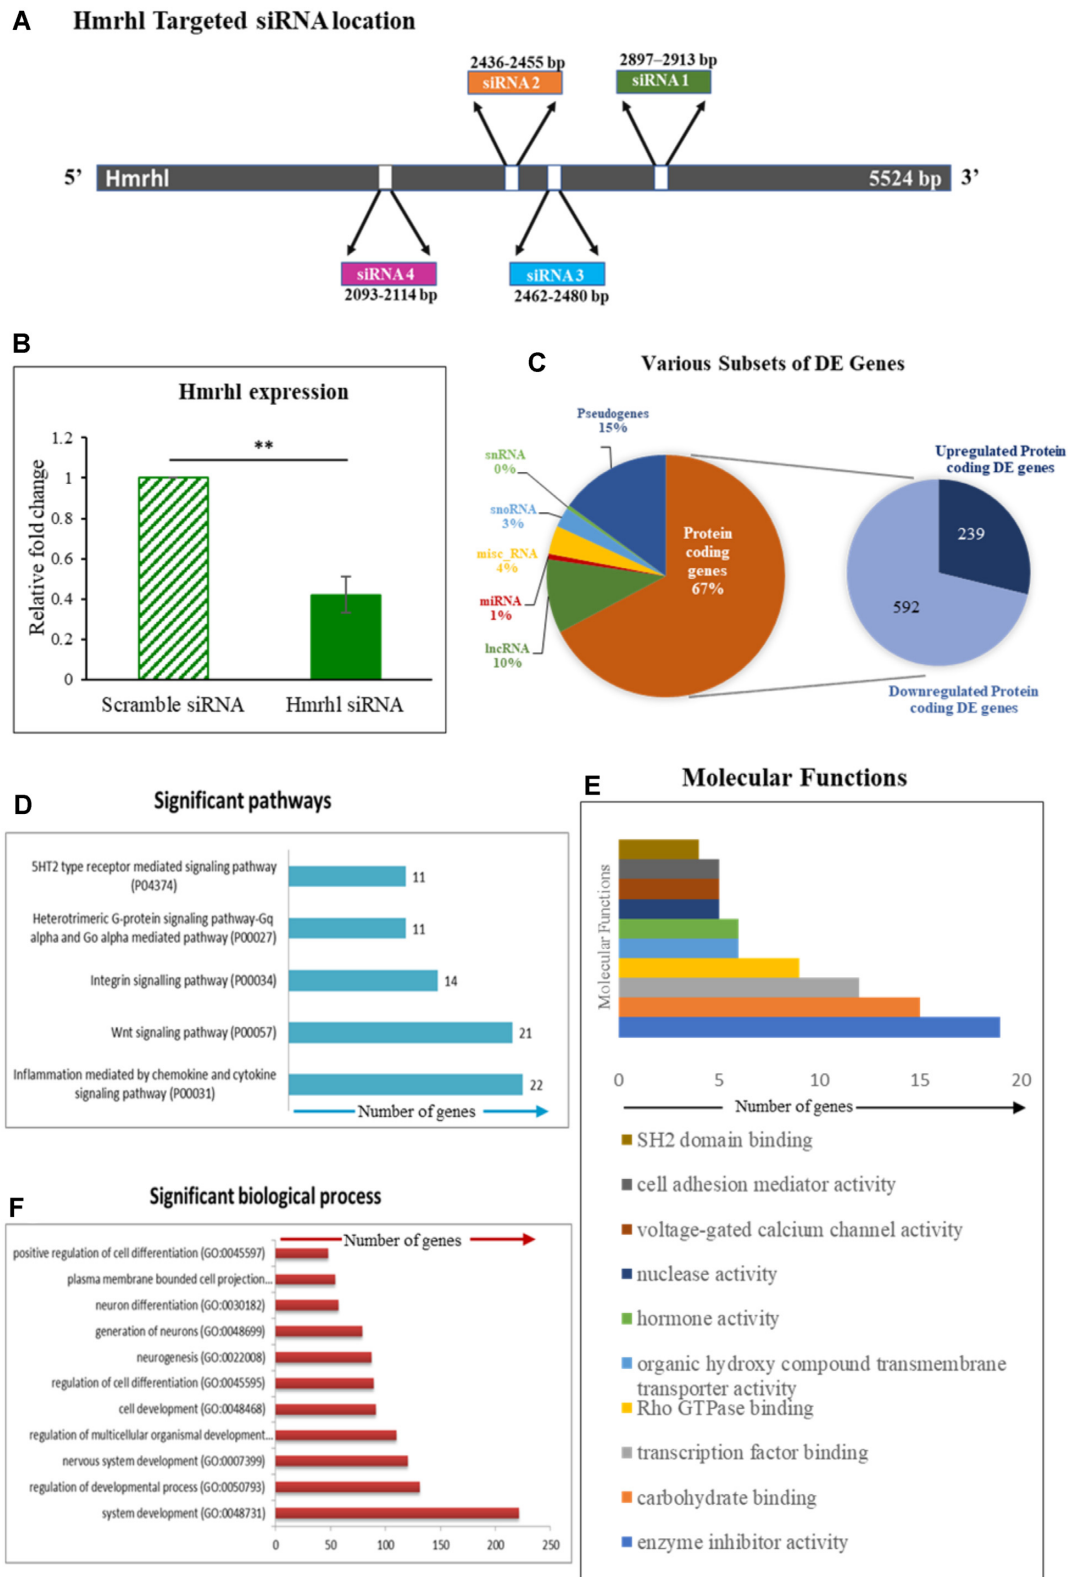 A
Hmrhl Targeted siRNA location
2436-2455 bp
2897–2913 bp
siRNA 2
siRNA 1
5’
Hmrhl
5524 bp
3’
siRNA 4
siRNA 3
2093-2114 bp
2462-2480 bp
B
Hmrhl expression
Relative fold change
1.2
1
0.8
0.6
0.4
0.2
0
**
Scramble siRNA
Hmrhl siRNA
C
Various Subsets of DE Genes
Pseudogenes
15%
snRNA
0%
snoRNA
3%
misc_RNA
4%
miRNA
1%
lncRNA
10%
Protein
coding
genes
67%
Upregulated Protein
coding DE genes
239
592
Downregulated Protein
coding DE genes
D
Significant pathways
5HT2 type receptor mediated signaling pathway
(P04374)
11
Heterotrimeric G-protein signaling pathway-Gq
alpha and Go alpha mediated pathway (P00027)
11
Integrin signalling pathway (P00034)
14
Wnt signaling pathway (P00057)
21
Inflammation mediated by chemokine and cytokine
signaling pathway (P00031)
22
Number of genes
E
Molecular Functions
Molecular Functions
0
5
10
15
20
Number of genes
SH2 domain binding
cell adhesion mediator activity
voltage-gated calcium channel activity
nuclease activity
hormone activity
organic hydroxy compound transmembrane
transporter activity
Rho GTPase binding
transcription factor binding
carbohydrate binding
enzyme inhibitor activity
F
Significant biological process
Number of genes
positive regulation of cell differentiation (GO:0045597)
plasma membrane bounded cell projection...
neuron differentiation (GO:0030182)
generation of neurons (GO:0048699)
neurogenesis (GO:0022008)
regulation of cell differentiation (GO:0045595)
cell development (GO:0048468)
regulation of multicellular organismal development...
nervous system development (GO:0007399)
regulation of developmental process (GO:0050793)
system development (GO:0048731)
0
50
100
150
200
250